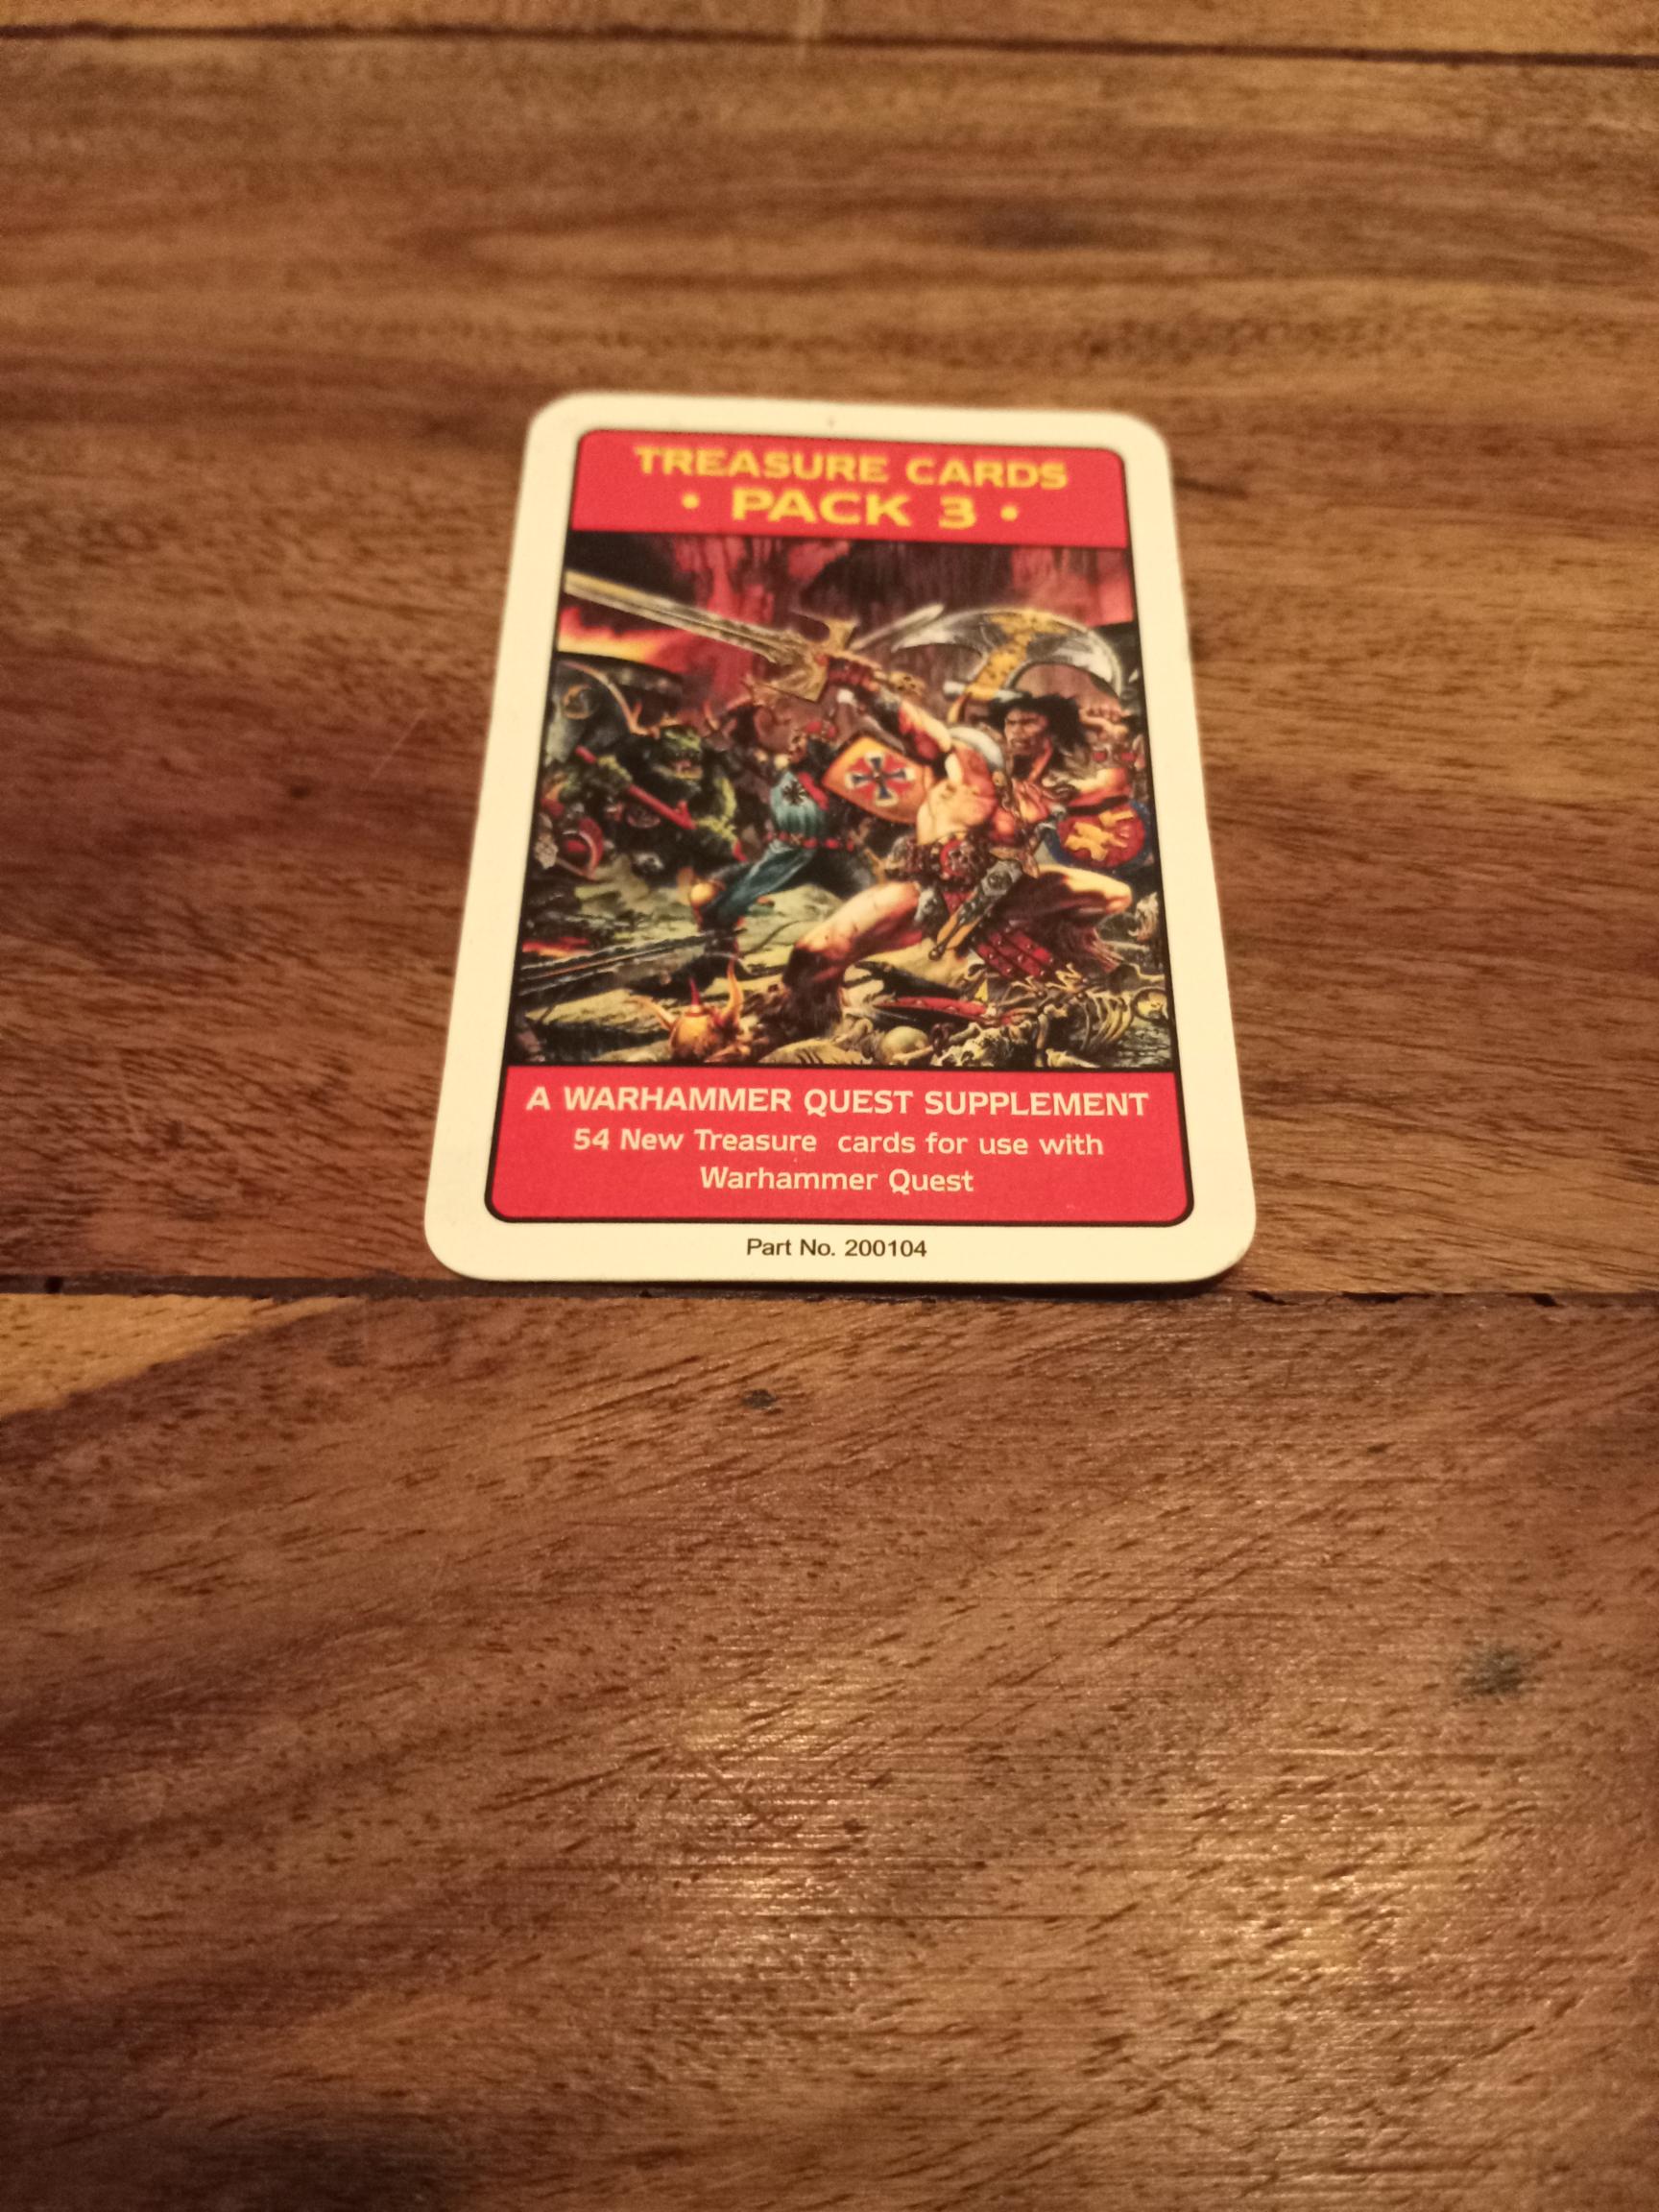 TREASURE CARDS
• PACK 3 •
A WARHAMMER QUEST SUPPLEMENT
54 New Treasure cards for use with
Warhammer Quest
Part No. 200104